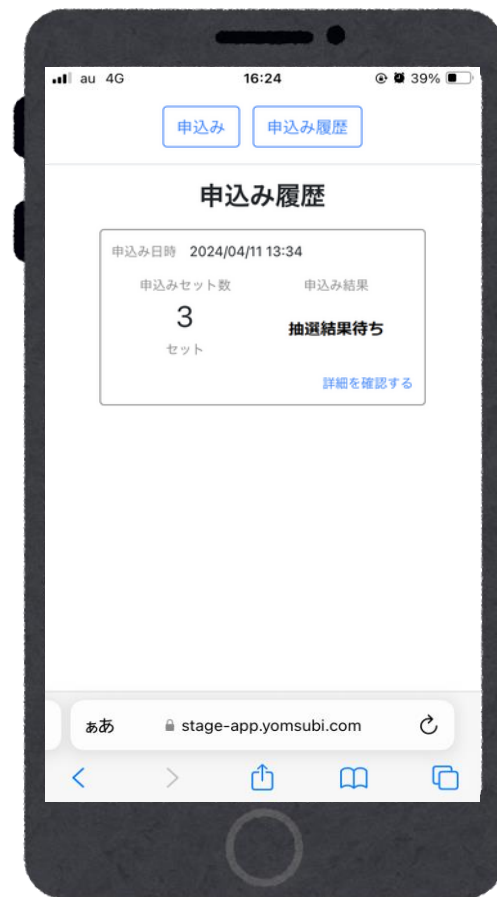 au 4G 16:24 39%
申込み 申込み履歴
申込み履歴
申込み日時 2024/04/11 13:34
申込みセット数 申込み結果
3
抽選結果待ち
セット
詳細を確認する
ぁあ stage-app.yomsubi.com